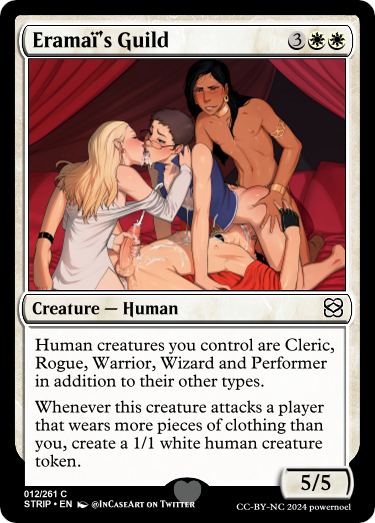 Eramaï's Guild 3
Creature — Human
Human creatures you control are Cleric,
Rogue, Warrior, Wizard and Performer
in addition to their other types.
Whenever this creature attacks a player
that wears more pieces of clothing than
you, create a 1/1 white human creature
token.
5/5
012/261 C
STRIP • EN @INCASEART ON TWITTER
CC-BY-NC 2024 powernoel